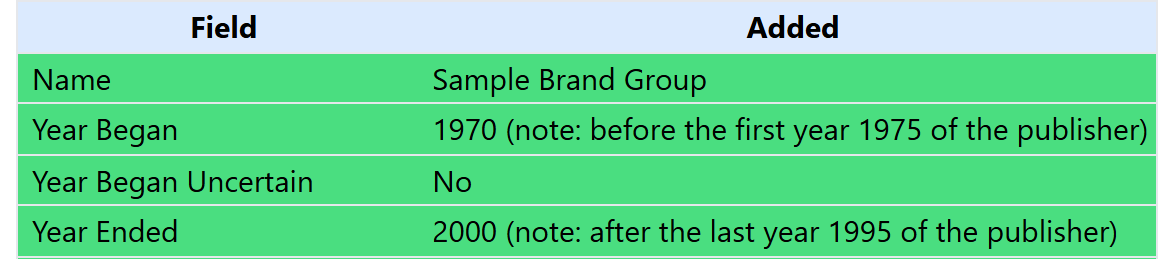 Field Added
Name Sample Brand Group
Year Began 1970 (note: before the first year 1975 of the publisher)
Year Began Uncertain No
Year Ended 2000 (note: after the last year 1995 of the publisher)